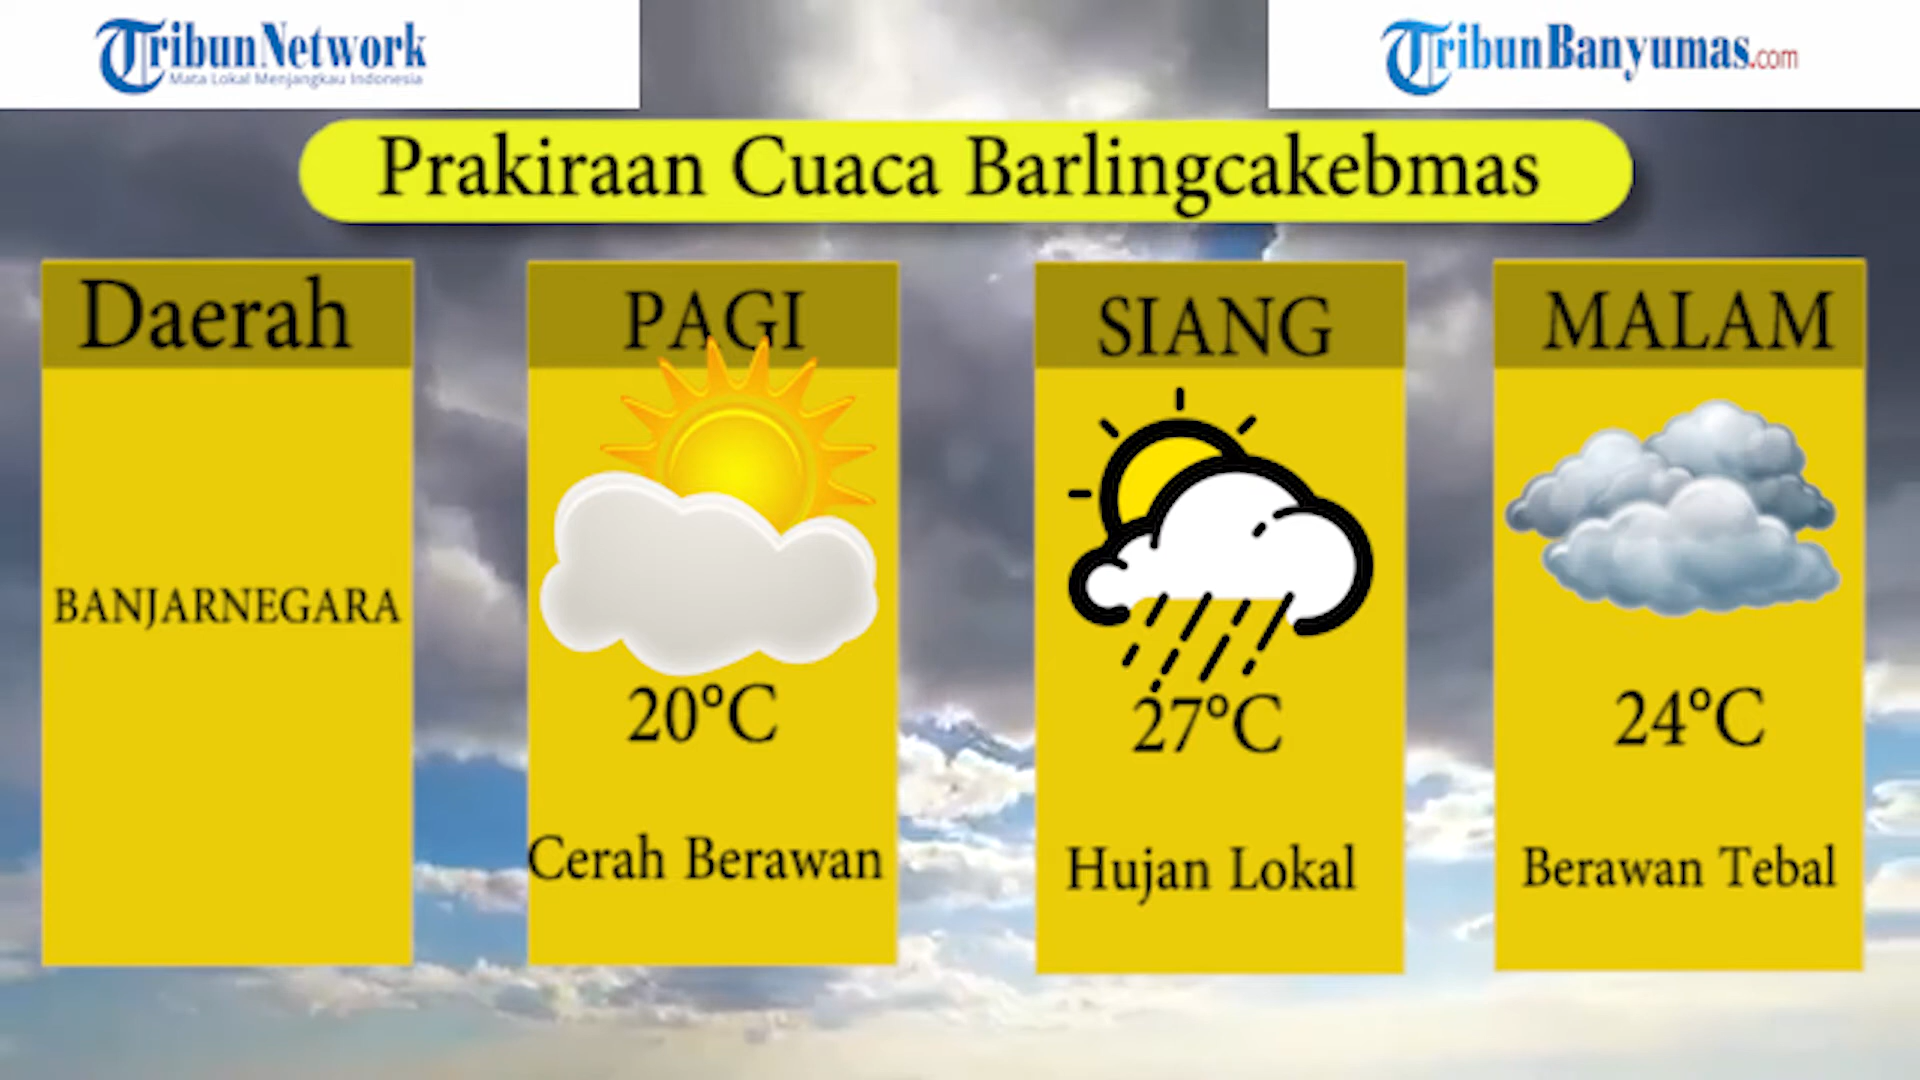 TribunNetwork
Mata Lokal Menjangkau Indonesia
TribunBanyumas.com
Prakiraan Cuaca Barlingcakebmas
Daerah
BANJARNEGARA
PAGI
20°C
Cerah Berawan
SIANG
27°C
Hujan Lokal
MALAM
24°C
Berawan Tebal